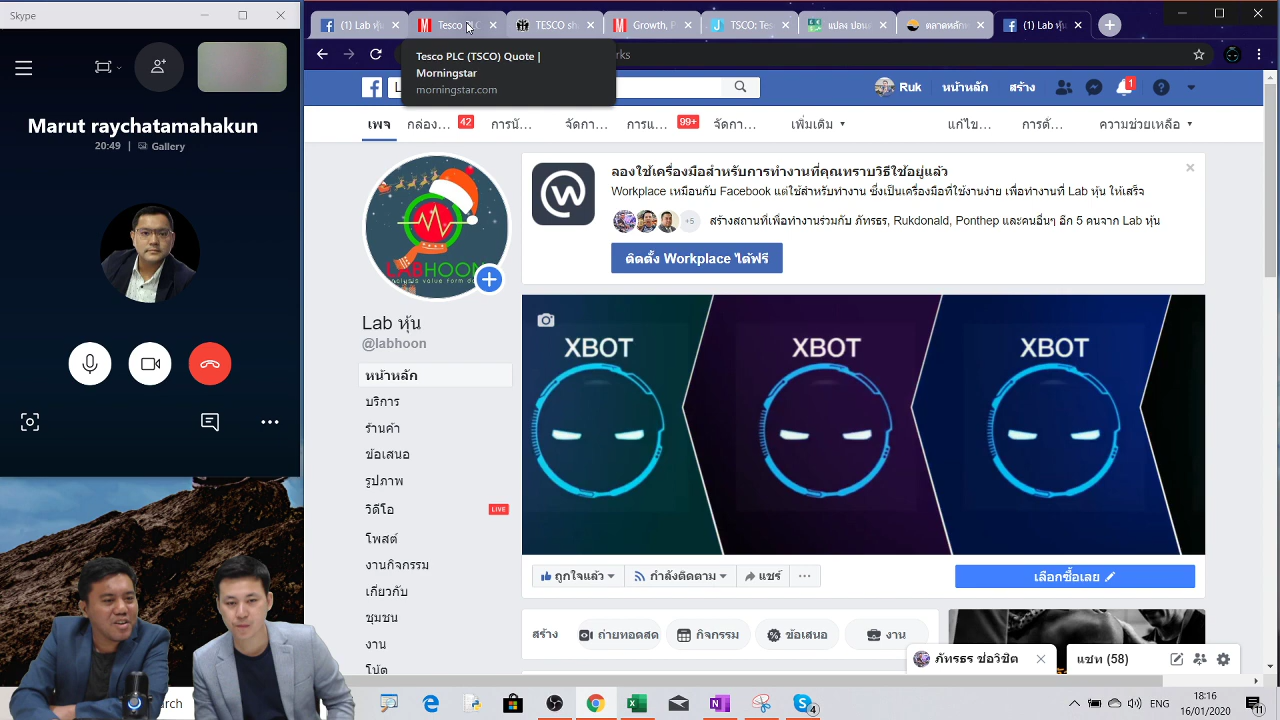 Skype
Marut raychatamahakun
20:49 | Gallery
(1) Lab หุ้น
Tesco PLC
TESCO sh
Growth, P
TSCO: Tes
แปลง ปอน
ตลาดหลัก
(1) Lab หุ้น
Tesco PLC (TSCO) Quote |
Morningstar
morningstar.com
rks
L
Ruk
หน้าหลัก
สร้าง
1
เพจ
กล่อง... 42
การนั...
จัดกา...
การแ... 99+
จัดกา...
เพิ่มเติม
แก้ไข...
การตั้...
ความช่วยเหลือ
LABHOON
Lab หุ้น
@labhoon
หน้าหลัก
บริการ
ร้านค้า
ข้อเสนอ
รูปภาพ
วิดีโอ LIVE
โพสต์
งานกิจกรรม
เกี่ยวกับ
ชุมชน
งาน
โน้ต
ลองใช้เครื่องมือสำหรับการทำงานที่คุณทราบวิธีใช้อยู่แล้ว
Workplace เหมือนกับ Facebook แต่ใช้สำหรับทำงาน ซึ่งเป็นเครื่องมือที่ใช้งานง่าย เพื่อทำงานที่ Lab หุ้น ให้เสร็จ
+5 สร้างสถานที่เพื่อทำงานร่วมกับ ภัทรธร, Rukdonald, Ponthep และคนอื่นๆ อีก 5 คนจาก Lab หุ้น
ติดตั้ง Workplace ได้ฟรี
XBOT XBOT XBOT
ถูกใจแล้ว กำลังติดตาม แชร์ ...
เลือกซื้อเลย
สร้าง ถ่ายทอดสด กิจกรรม ข้อเสนอ งาน
ภัทรธร ช่อวิชิต
แชท (58)
arch
4
ENG
18:16
16/01/2020
11